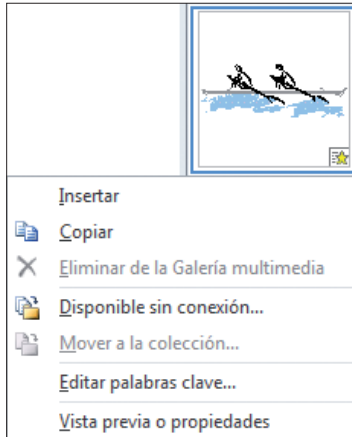 Insertar
Copiar
Eliminar de la Galería multimedia
Disponible sin conexión...
Mover a la colección...
Editar palabras clave...
Vista previa o propiedades